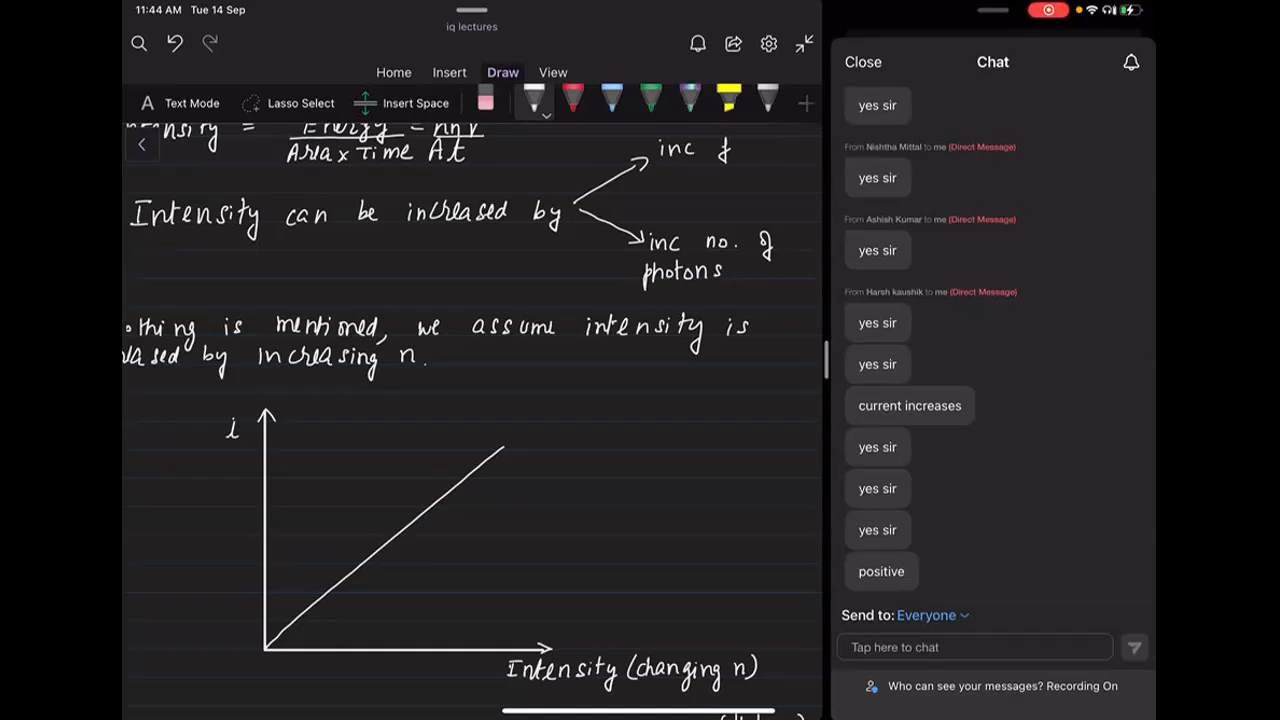 11:44 AM Tue 14 Sep
iq lectures
Home Insert Draw View
A Text Mode Lasso Select Insert Space
= Energy = nhν
Area x Time At
inc f
Intensity can be increased by
inc no. of
photons
is mentioned, we assume intensity is
by increasing n.
i
Intensity (changing n)
Close Chat
yes sir
From Nishtha Mittal to me (Direct Message)
yes sir
From Ashish Kumar to me (Direct Message)
yes sir
From Harsh kaushik to me (Direct Message)
yes sir
yes sir
current increases
yes sir
yes sir
yes sir
positive
Send to: Everyone
Tap here to chat
Who can see your messages? Recording On